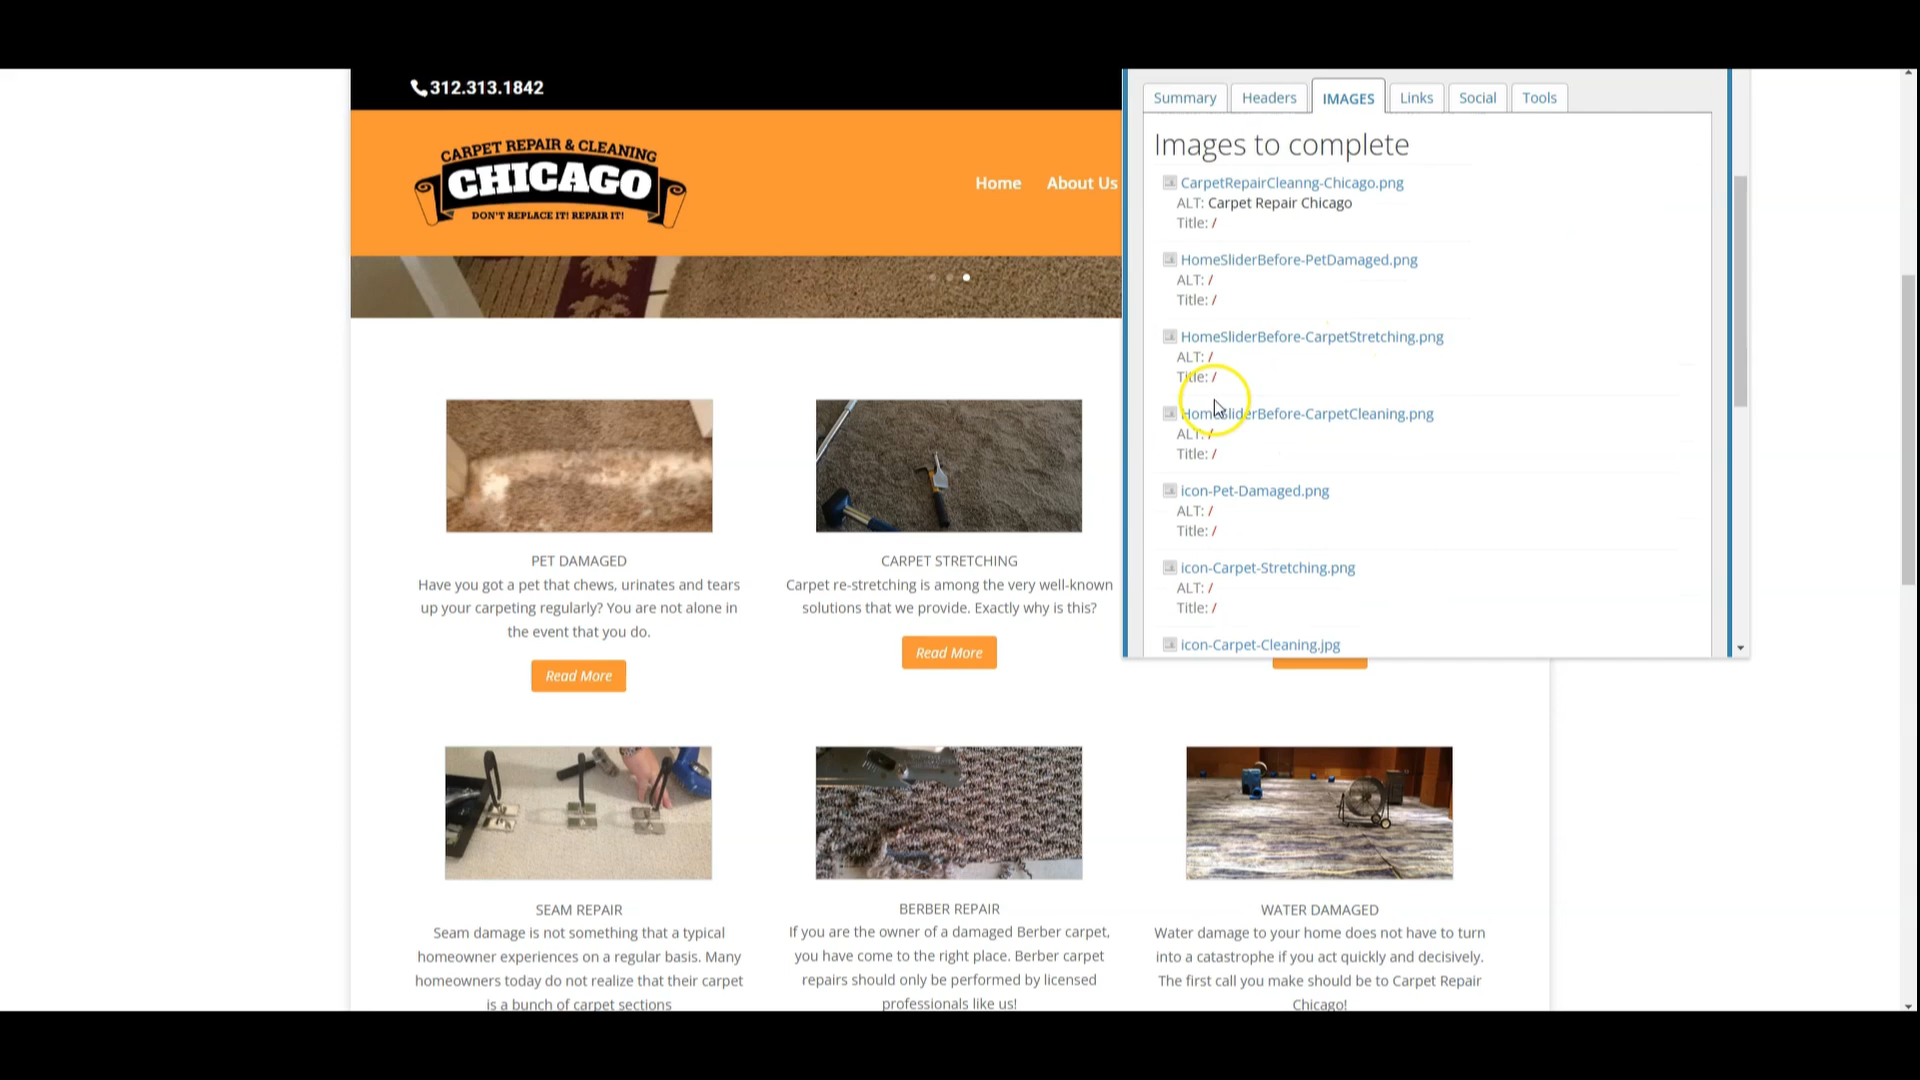 312.313.1842
CARPET REPAIR & CLEANING
CHICAGO
DON'T REPLACE IT! REPAIR IT!
Home About Us
Summary Headers IMAGES Links Social Tools
Images to complete
CarpetRepairCleanng-Chicago.png
ALT: Carpet Repair Chicago
Title: /
HomeSliderBefore-PetDamaged.png
ALT: /
Title: /
HomeSliderBefore-CarpetStretching.png
ALT: /
Title: /
HomeSliderBefore-CarpetCleaning.png
ALT: /
Title: /
icon-Pet-Damaged.png
ALT: /
Title: /
icon-Carpet-Stretching.png
ALT: /
Title: /
icon-Carpet-Cleaning.jpg
PET DAMAGED
Have you got a pet that chews, urinates and tears
up your carpeting regularly? You are not alone in
the event that you do.
Read More
CARPET STRETCHING
Carpet re-stretching is among the very well-known
solutions that we provide. Exactly why is this?
Read More
SEAM REPAIR
Seam damage is not something that a typical
homeowner experiences on a regular basis. Many
homeowners today do not realize that their carpet
is a bunch of carpet sections
BERBER REPAIR
If you are the owner of a damaged Berber carpet,
you have come to the right place. Berber carpet
repairs should only be performed by licensed
professionals like us!
WATER DAMAGED
Water damage to your home does not have to turn
into a catastrophe if you act quickly and decisively.
The first call you make should be to Carpet Repair
Chicago!